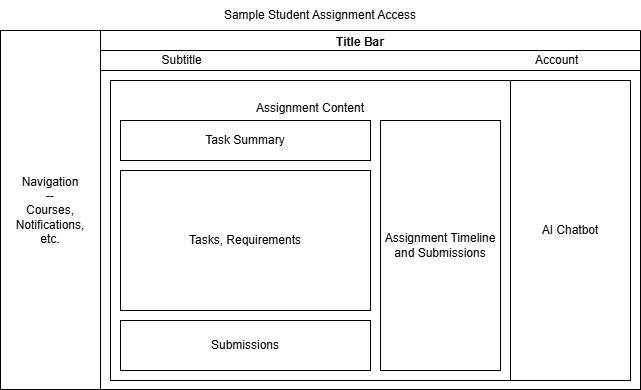 Sample Student Assignment Access
Title Bar
Subtitle
Account
Navigation
--
Courses,
Notifications,
etc.
Assignment Content
Task Summary
Tasks, Requirements
Submissions
Assignment Timeline
and Submissions
AI Chatbot